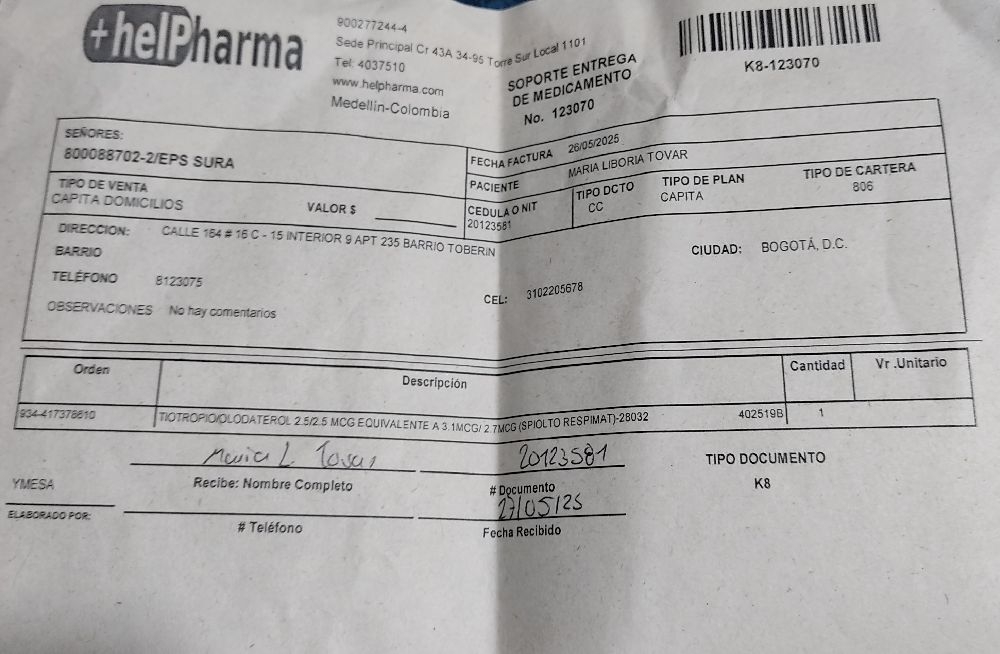 +helPharma
900277244-4
Sede Principal Cr 43A 34-95 Torre Sur Local 1101
Tel: 4037510
www.helpharma.com
Medellín-Colombia
SOPORTE ENTREGA
DE MEDICAMENTO
No. 123070
K8-123070
SEÑORES:
800088702-2/EPS SURA
FECHA FACTURA 26/05/2025
PACIENTE MARIA LIBORIA TOVAR
TIPO DE VENTA
CAPITA DOMICILIOS
VALOR $
CEDULA O NIT
20123581
TIPO DCTO
CC
TIPO DE PLAN
CAPITA
TIPO DE CARTERA
806
DIRECCION: CALLE 164 # 16 C - 15 INTERIOR 9 APT 235 BARRIO TOBERIN
BARRIO
CIUDAD: BOGOTÁ, D.C.
TELÉFONO 8123075
CEL: 3102205678
OBSERVACIONES No hay comentarios
Orden Descripción Cantidad Vr .Unitario
934-417378610 TIOTROPIO/OLODATEROL 2.5/2.5 MCG EQUIVALENTE A 3.1MCG/ 2.7MCG (SPIOLTO RESPIMAT)-28032 402519B 1
Maria L Tovar 20123581
Recibe: Nombre Completo # Documento
TIPO DOCUMENTO
K8
YMESA
27/05/25
ELABORADO POR: # Teléfono Fecha Recibido